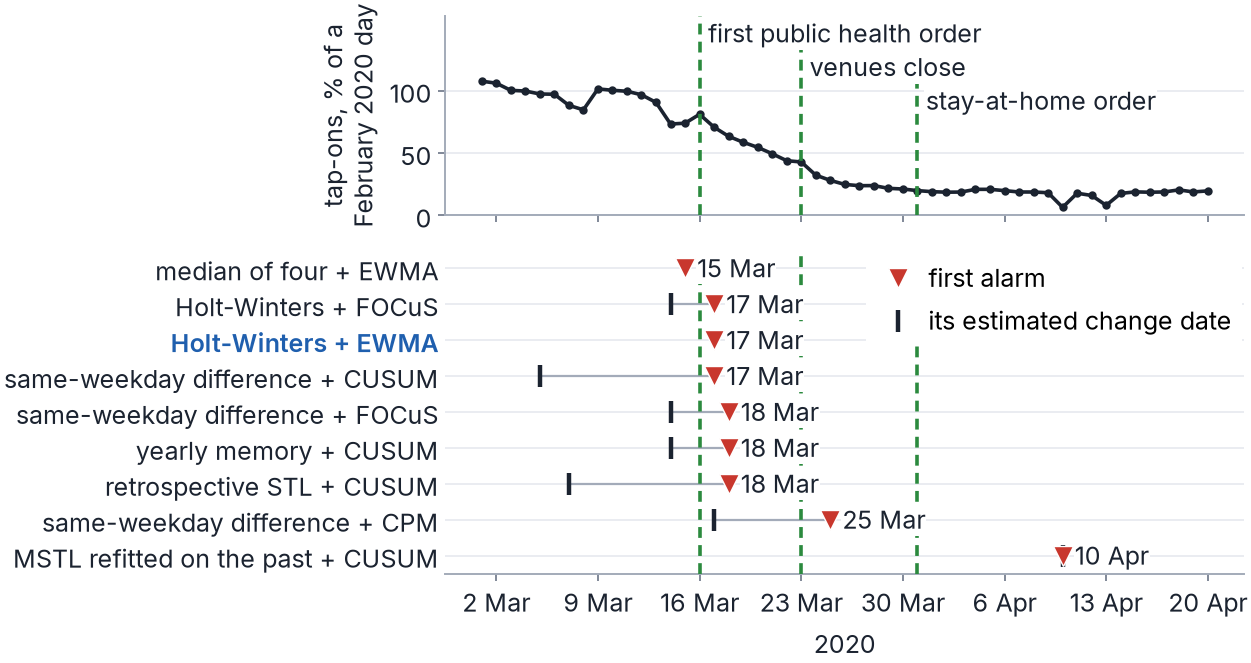 tap-ons, % of a
February 2020 day
100
50
0
first public health order
venues close
stay-at-home order
median of four + EWMA
15 Mar
Holt-Winters + FOCuS
17 Mar
Holt-Winters + EWMA
17 Mar
same-weekday difference + CUSUM
17 Mar
same-weekday difference + FOCuS
18 Mar
yearly memory + CUSUM
18 Mar
retrospective STL + CUSUM
18 Mar
same-weekday difference + CPM
25 Mar
MSTL refitted on the past + CUSUM
10 Apr
first alarm
its estimated change date
2 Mar
9 Mar
16 Mar
23 Mar
30 Mar
6 Apr
13 Apr
20 Apr
2020